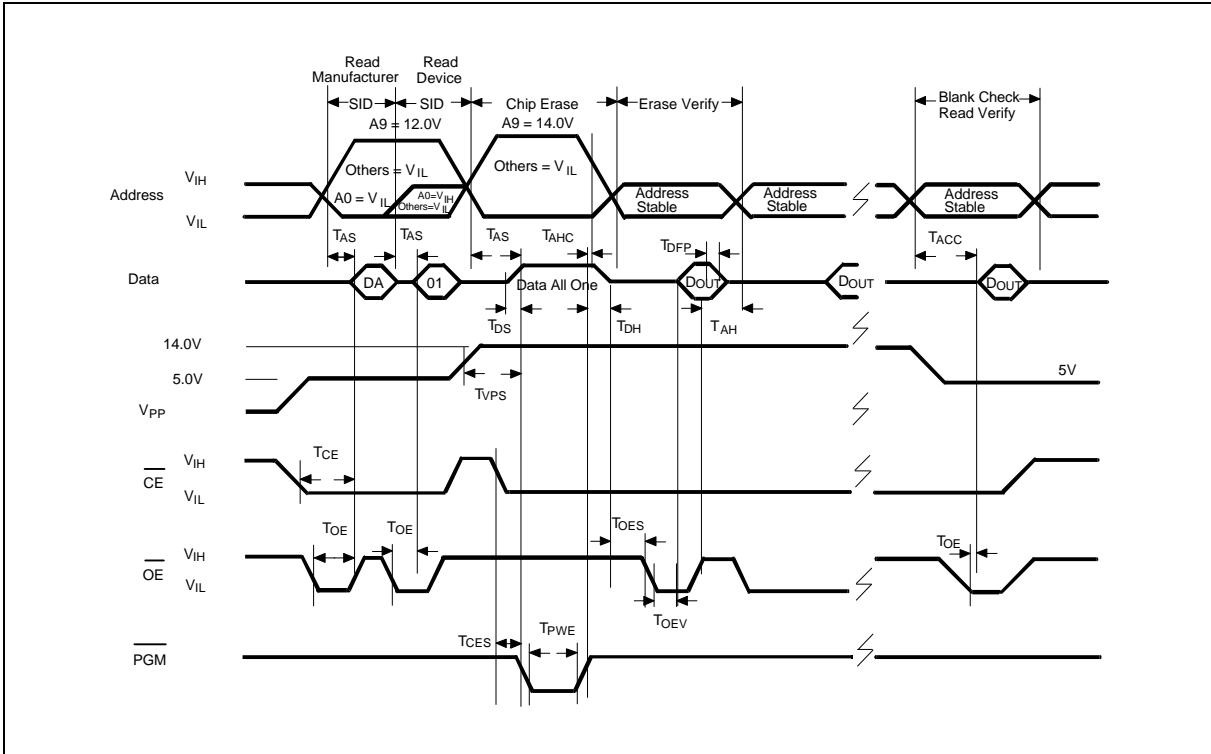 Read Manufacturer
SID
Read Device
SID
Chip Erase
Erase Verify
Blank Check
Read Verify
A9 = 12.0V
A9 = 14.0V
Others = VIL
Others = VIL
Address
VIH
VIL
A0 = VIL
A0=VIH
Others=VIL
Address Stable
Address Stable
Address Stable
TAS
TAS
TAS
TAHC
TDFP
TACC
Data
DA
01
Data All One
DOUT
DOUT
DOUT
TDS
TDH
TAH
14.0V
5.0V
VPP
TVPS
5V
CE
VIH
VIL
TCE
OE
VIH
VIL
TOE
TOE
TOES
TOE
TOEV
PGM
TCES
TPWE